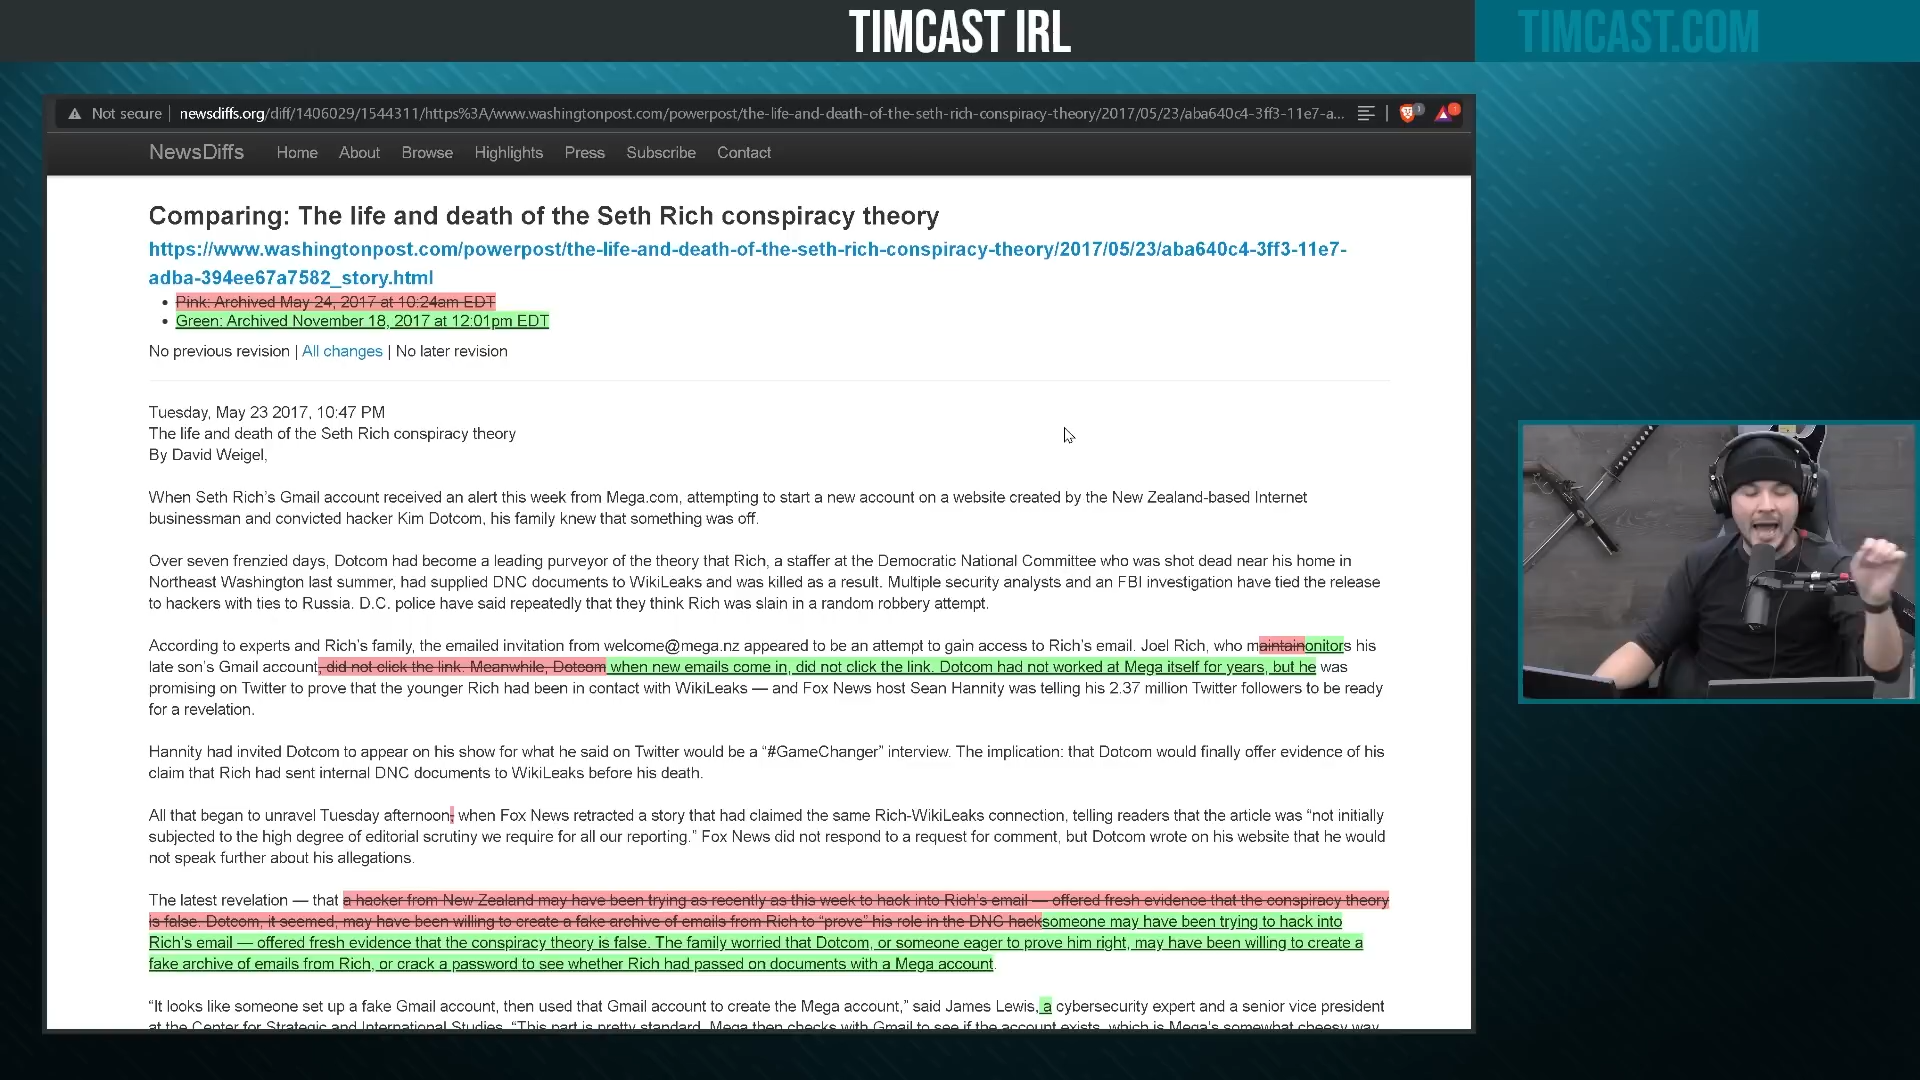 TIMCAST IRL
TIMCAST.COM
Not secure | newsdiffs.org/diff/1406029/1544311/https%3A/www.washingtonpost.com/powerpost/the-life-and-death-of-the-seth-rich-conspiracy-theory/2017/05/23/aba640c4-3ff3-11e7-a...
NewsDiffs Home About Browse Highlights Press Subscribe Contact
Comparing: The life and death of the Seth Rich conspiracy theory
https://www.washingtonpost.com/powerpost/the-life-and-death-of-the-seth-rich-conspiracy-theory/2017/05/23/aba640c4-3ff3-11e7-
adba-394ee67a7582_story.html
• Pink: Archived May 24, 2017 at 10:24am EDT
• Green: Archived November 18, 2017 at 12:01pm EDT
No previous revision | All changes | No later revision
Tuesday, May 23 2017, 10:47 PM
The life and death of the Seth Rich conspiracy theory
By David Weigel,
When Seth Rich’s Gmail account received an alert this week from Mega.com, attempting to start a new account on a website created by the New Zealand-based Internet
businessman and convicted hacker Kim Dotcom, his family knew that something was off.
Over seven frenzied days, Dotcom had become a leading purveyor of the theory that Rich, a staffer at the Democratic National Committee who was shot dead near his home in
Northeast Washington last summer, had supplied DNC documents to WikiLeaks and was killed as a result. Multiple security analysts and an FBI investigation have tied the release
to hackers with ties to Russia. D.C. police have said repeatedly that they think Rich was slain in a random robbery attempt.
According to experts and Rich’s family, the emailed invitation from welcome@mega.nz appeared to be an attempt to gain access to Rich’s email. Joel Rich, who maintainonitors his
late son’s Gmail account, did not click the link. Meanwhile, Dotcom when new emails come in, did not click the link. Dotcom had not worked at Mega itself for years, but he was
promising on Twitter to prove that the younger Rich had been in contact with WikiLeaks — and Fox News host Sean Hannity was telling his 2.37 million Twitter followers to be ready
for a revelation.
Hannity had invited Dotcom to appear on his show for what he said on Twitter would be a “#GameChanger” interview. The implication: that Dotcom would finally offer evidence of his
claim that Rich had sent internal DNC documents to WikiLeaks before his death.
All that began to unravel Tuesday afternoon, when Fox News retracted a story that had claimed the same Rich-WikiLeaks connection, telling readers that the article was “not initially
subjected to the high degree of editorial scrutiny we require for all our reporting.” Fox News did not respond to a request for comment, but Dotcom wrote on his website that he would
not speak further about his allegations.
The latest revelation — that a hacker from New Zealand may have been trying as recently as this week to hack into Rich’s email — offered fresh evidence that the conspiracy theory
is false. Dotcom, it seemed, may have been willing to create a fake archive of emails from Rich to “prove” his role in the DNC hacksomeone may have been trying to hack into
Rich’s email — offered fresh evidence that the conspiracy theory is false. The family worried that Dotcom, or someone eager to prove him right, may have been willing to create a
fake archive of emails from Rich, or crack a password to see whether Rich had passed on documents with a Mega account.
“It looks like someone set up a fake Gmail account, then used that Gmail account to create the Mega account,” said James Lewis, a cybersecurity expert and a senior vice president
at the Center for Strategic and International Studies. “This part is pretty standard. Mega then checks with Gmail to see if the account exists, which is Mega’s somewhat cheesy way